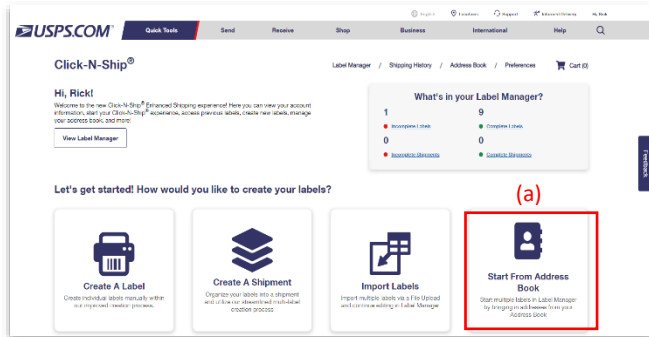 English Locations Support Informed Delivery Hi, Rick
USPS.COM® Quick Tools Send Receive Shop Business International Help
Click-N-Ship®
Label Manager / Shipping History / Address Book / Preferences Cart (0)
Hi, Rick!
Welcome to the new Click-N-Ship® Enhanced Shipping experience! Here you can view your account
information, start your Click-N-Ship® experience, access previous labels, create new labels, manage
your address book, and more!
View Label Manager
What's in your Label Manager?
1 9
Incomplete Labels Complete Labels
0 0
Incomplete Shipments Complete Shipments
Feedback
Let's get started! How would you like to create your labels?
(a)
Create A Label
Create individual labels manually within
our improved creation process.
Create A Shipment
Organize your labels into a shipment
and utilize our streamlined multi-label
creation process
Import Labels
Import multiple labels via a File Upload
and continue editing in Label Manager
Start From Address
Book
Start multiple labels in Label Manager
by bringing in addresses from your
Address Book